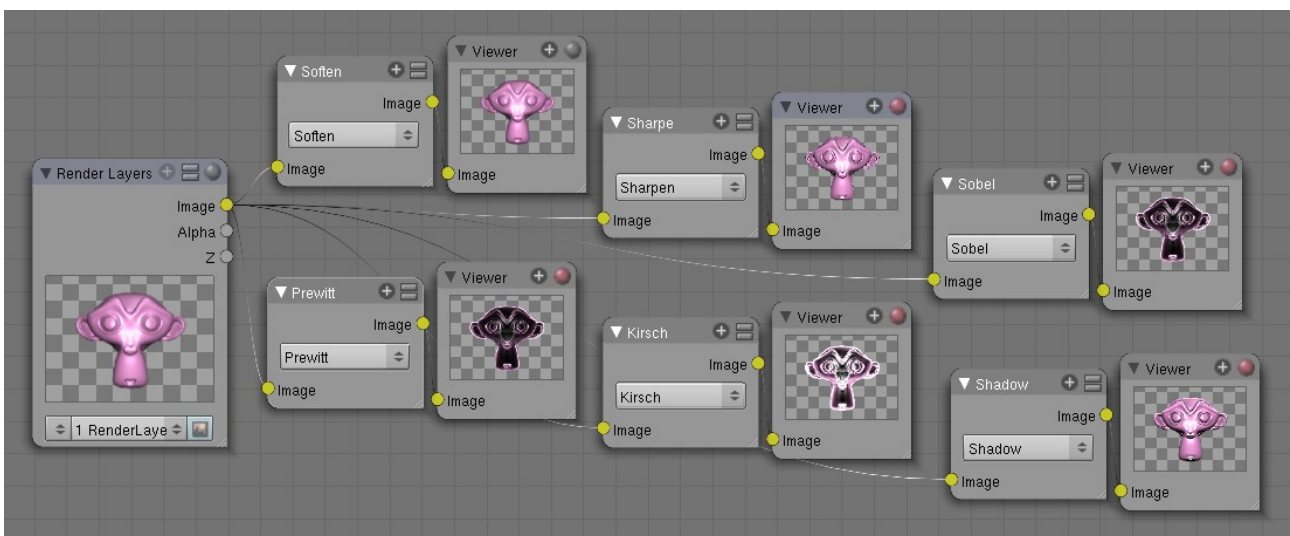 Render Layers
Image
Alpha
Z
1 RenderLaye
Soften
Image
Soften
Image
Viewer
Image
Sharpe
Image
Sharpen
Image
Viewer
Image
Sobel
Image
Sobel
Image
Viewer
Image
Prewitt
Image
Prewitt
Image
Viewer
Image
Kirsch
Image
Kirsch
Image
Viewer
Image
Shadow
Image
Shadow
Image
Viewer
Image